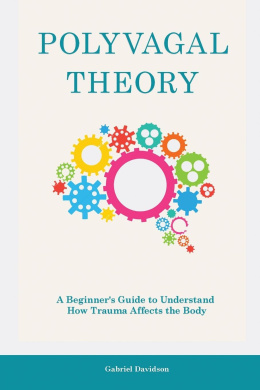 POLYVAGAL
THEORY
A Beginner's Guide to Understand
How Trauma Affects the Body
Gabriel Davidson